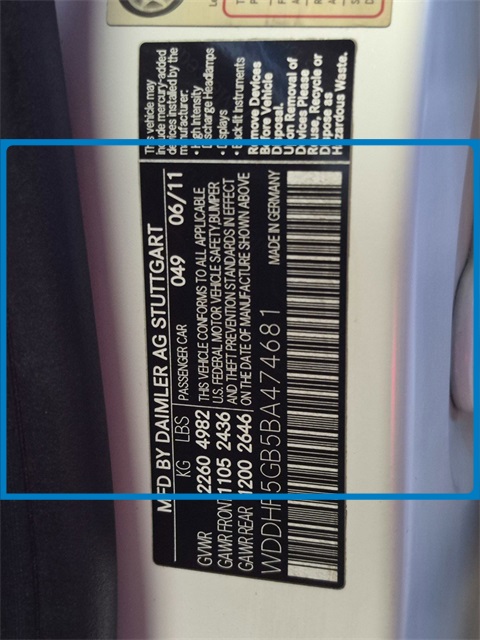 MFD BY DAIMLER AG STUTTGART
KG LBS PASSENGER CAR 049 06/11
GVWR 2260 4982 THIS VEHICLE CONFORMS TO ALL APPLICABLE
GAWR FRONT 1105 2436 U.S. FEDERAL MOTOR VEHICLE SAFETY, BUMPER
GAWR REAR 1200 2646 AND THEFT PREVENTION STANDARDS IN EFFECT
ON THE DATE OF MANUFACTURE SHOWN ABOVE
WDDHF5GB5BA474681 MADE IN GERMANY
This vehicle may
include mercury-added
devices installed by the
manufacturer:
• High Intensity
Discharge Headlamps
• Displays
• Back-lit Instruments
Remove Devices
Before Vehicle
Disposal.
Upon Removal of
Devices Please
Reuse, Recycle or
Dispose as
Hazardous Waste.